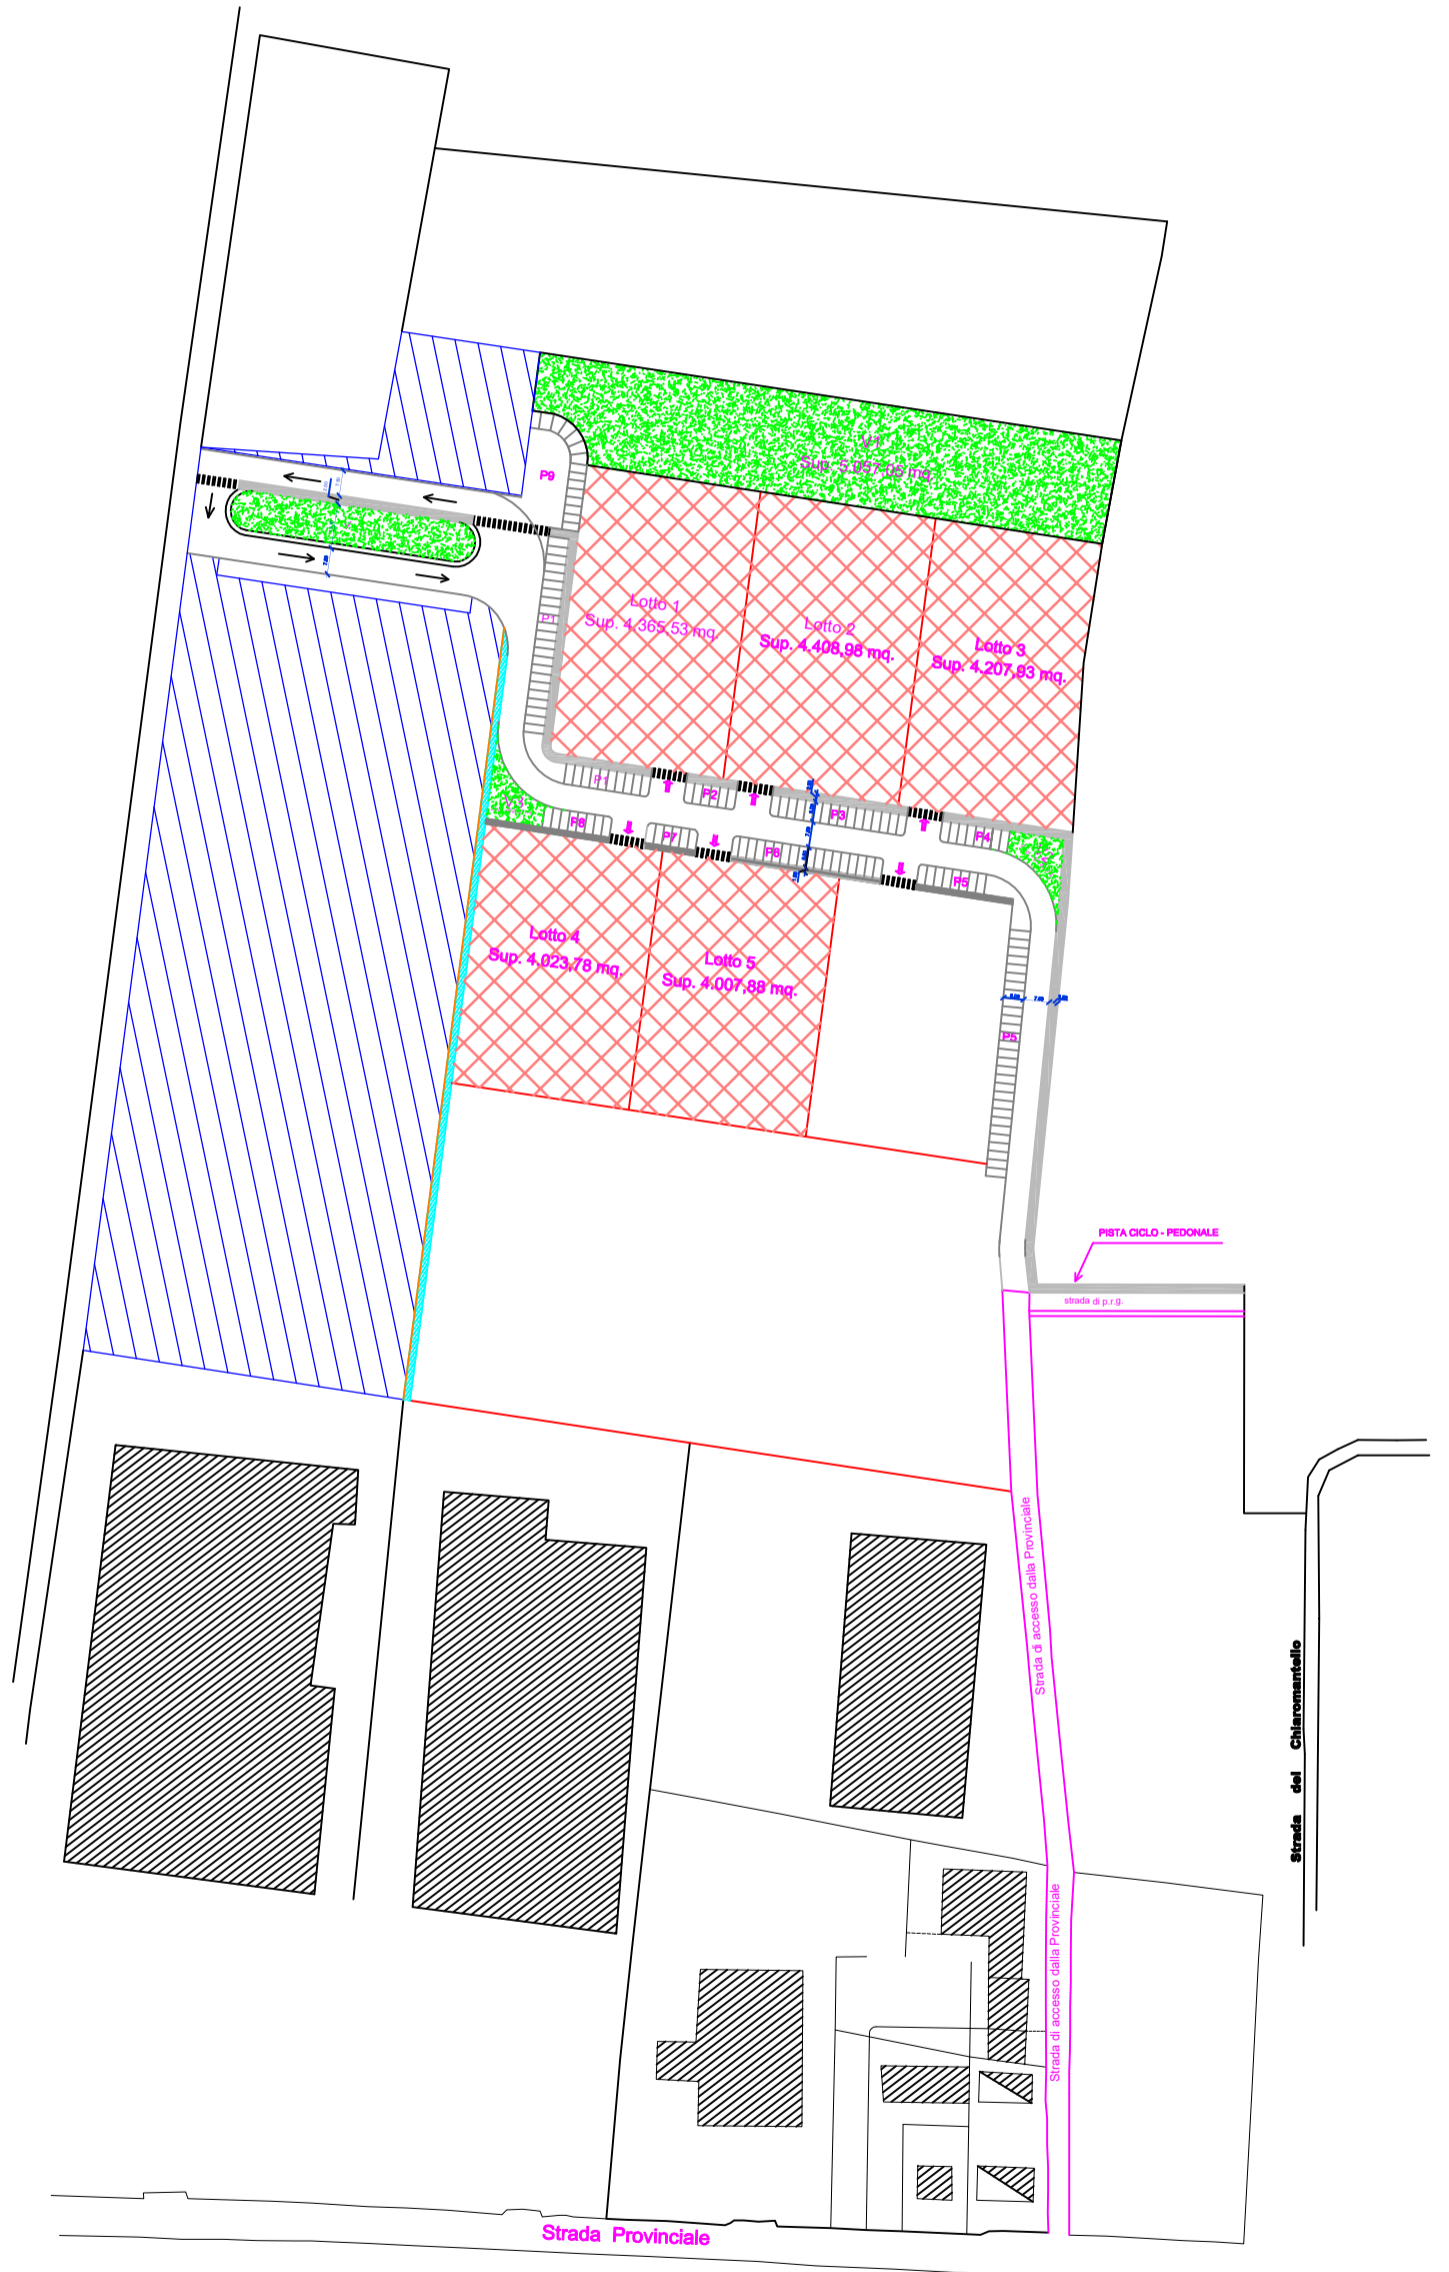 V1
Sup. 5.097,05 mq.
P9
Lotto 1
Sup. 4.365,53 mq.
Lotto 2
Sup. 4.408,98 mq.
Lotto 3
Sup. 4.207,93 mq.
P1
P1
P2
P3
P4
P8
P7
P6
P5
Lotto 4
Sup. 4.023,78 mq.
Lotto 5
Sup. 4.007,88 mq.
P5
PISTA CICLO - PEDONALE
strada di p.r.g.
Strada di accesso dalla Provinciale
Strada del Chiaromantello
Strada di accesso dalla Provinciale
Strada Provinciale